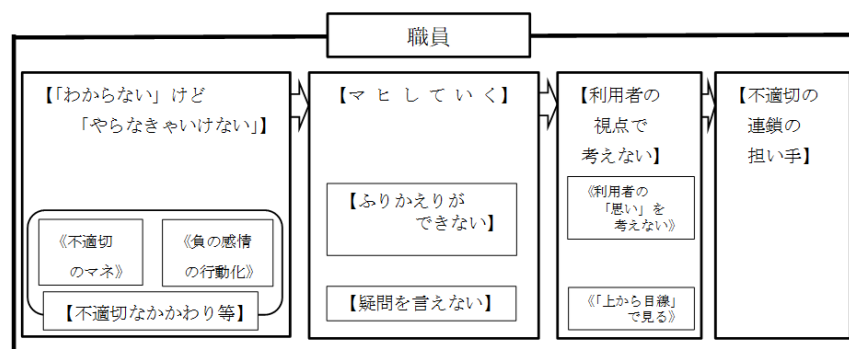 職員
【「わからない」けど
「やらなきゃいけない」】
《不適切
のマネ》
《負の感情
の行動化》
【不適切なかかわり等】
【マヒしていく】
【ふりかえりが
できない】
【疑問を言えない】
【利用者の
視点で
考えない】
《利用者の
「思い」を
考えない》
《「上から目線」
で見る》
【不適切の
連鎖の
担い手】